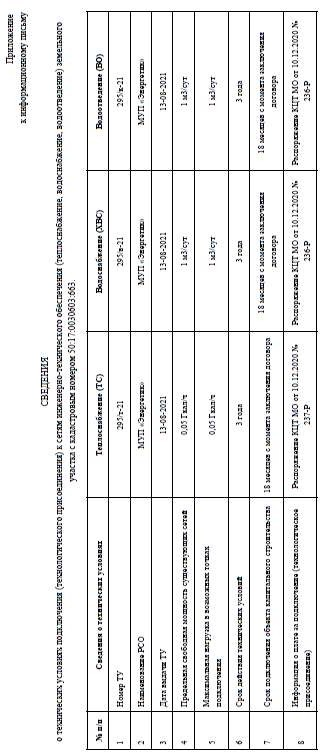 Приложение
к информационному письму
СВЕДЕНИЯ
о технических условиях подключения (технологического присоединения) к сетям инженерно-технического обеспечения (теплоснабжение, водоснабжение, водоотведение) земельного
участка с кадастровым номером 50:17:0030603:663.
№ п/п Сведения о технических условиях Теплоснабжение (ТС) Водоснабжение (ХВС) Водоотведение (ВО)
1 Номер ТУ 295/т-21 295/в-21 295/к-21
2 Наименование РСО МУП «Энергетик» МУП «Энергетик» МУП «Энергетик»
3 Дата выдачи ТУ 13-08-2021 13-08-2021 13-08-2021
4 Предельная свободная мощность существующих сетей 0,05 Гкал/ч 1 м3/сут 1 м3/сут
5 Максимальная нагрузка в возможных точках
подключения 0,05 Гкал/ч 1 м3/сут 1 м3/сут
6 Срок действия технических условий 3 года 3 года 3 года
7 Срок подключения объекта капитального строительства 18 месяцев с момента заключения договора 18 месяцев с момента заключения
договора 18 месяцев с момента заключения
договора
8 Информация о плате за подключение (технологическое
присоединение) Распоряжение КЦТ МО от 10.12.2020 №
237-Р Распоряжение КЦТ МО от 10.12.2020 №
236-Р Распоряжение КЦТ МО от 10.12.2020 №
236-Р